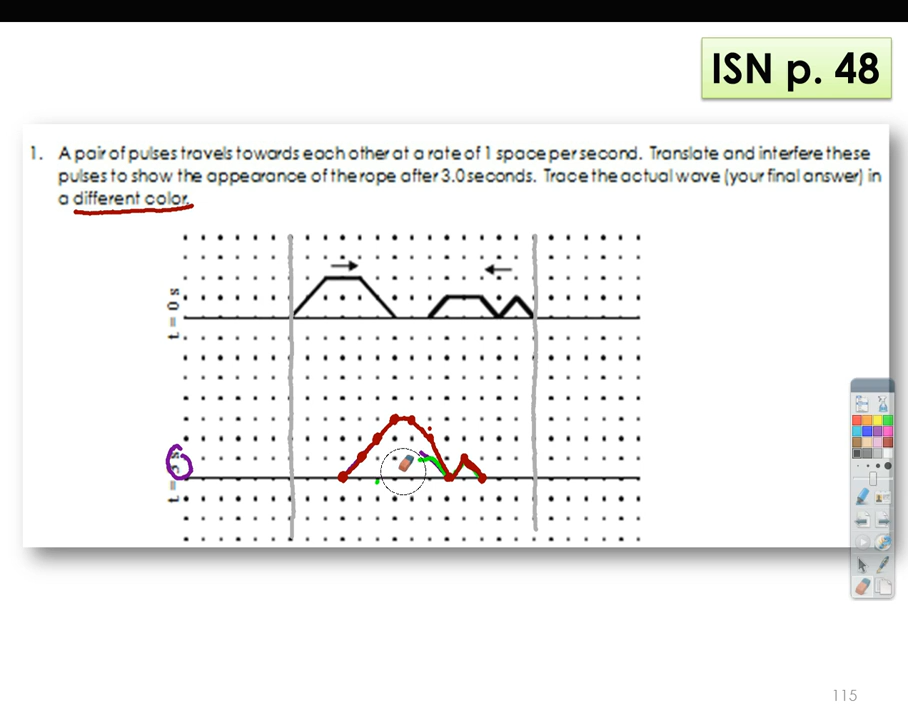 ISN p. 48
1. A pair of pulses travels towards each other at a rate of 1 space per second. Translate and interfere these
pulses to show the appearance of the rope after 3.0 seconds. Trace the actual wave (your final answer) in
a different color.
t = 0 s
t = 3 s
115